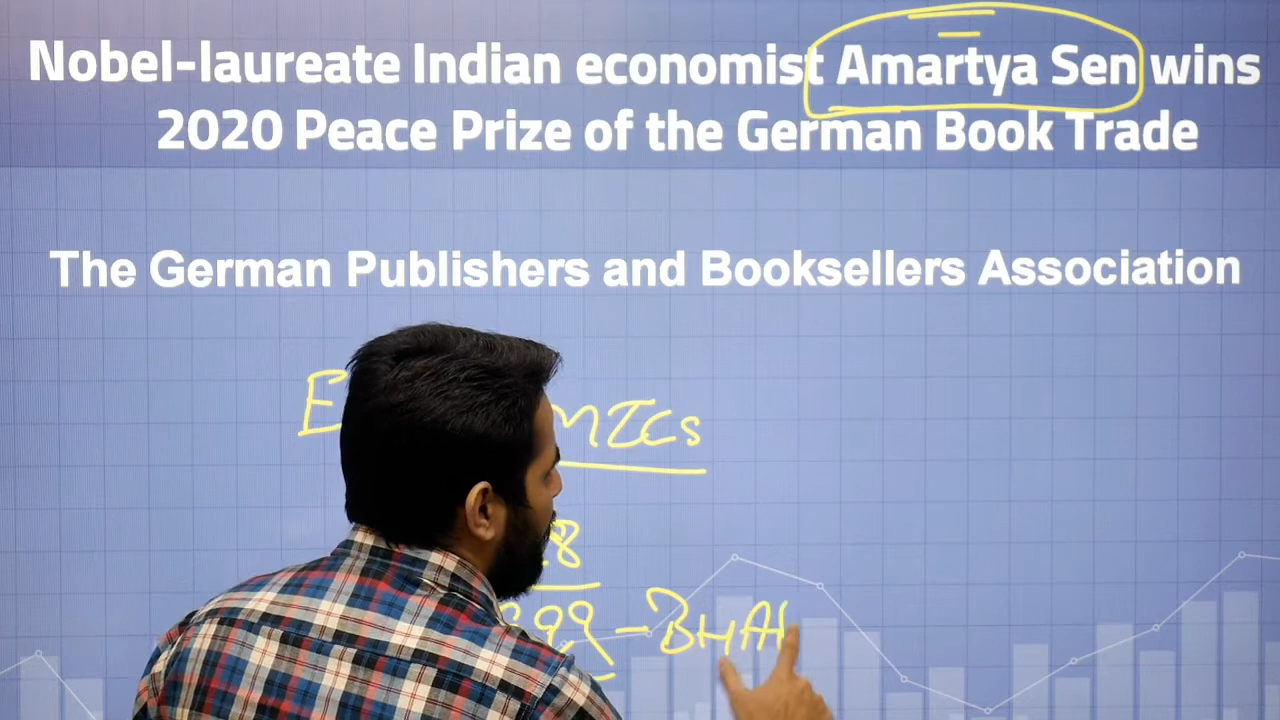 Nobel-laureate Indian economist Amartya Sen wins
2020 Peace Prize of the German Book Trade
The German Publishers and Booksellers Association